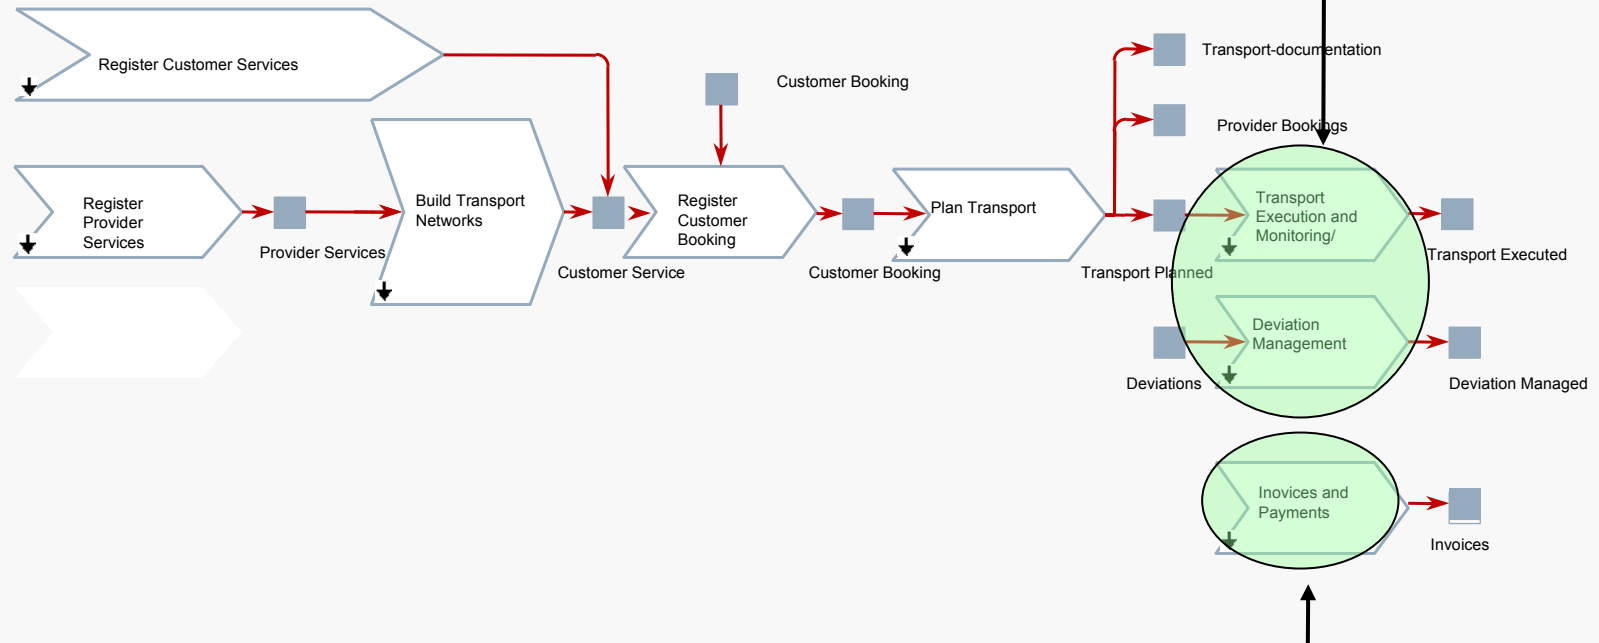 Transport-documentation
Register Customer Services
Customer Booking
Provider Bookings
Register
Provider
Services
Provider Services
Build Transport
Networks
Customer Service
Register
Customer
Booking
Customer Booking
Plan Transport
Transport Planned
Transport
Execution and
Monitoring/
Transport Executed
Deviation
Management
Deviations
Deviation Managed
Inovices and
Payments
Invoices